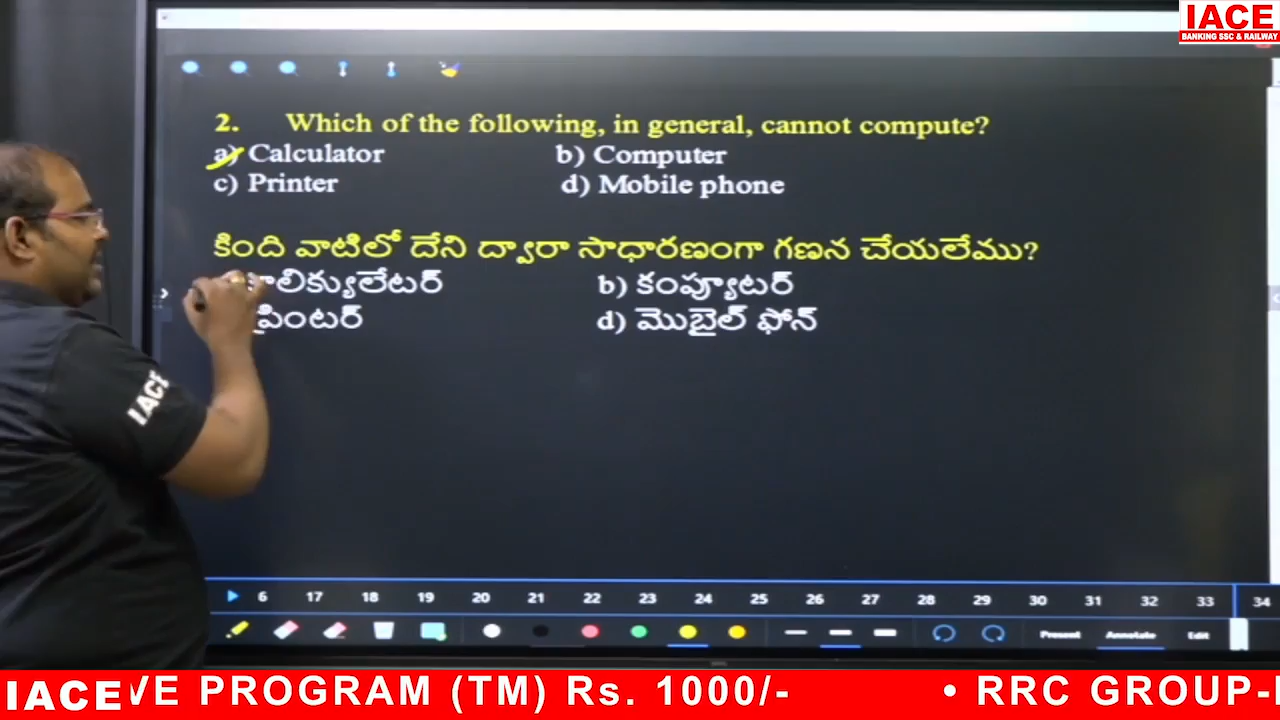 IACE
BANKING SSC & RAILWAY
2. Which of the following, in general, cannot compute?
a) Calculator b) Computer
c) Printer d) Mobile phone
కింది వాటిలో దేని ద్వారా సాధారణంగా గణన చేయలేము?
b) కంప్యూటర్
ప్రింటర్ d) మొబైల్ ఫోన్
IACE
6 17 18 19 20 21 22 23 24 25 26 27 28 29 30 31 32 33 34
Present Annotate Edit
IACE VE PROGRAM (TM) Rs. 1000/- • RRC GROUP-